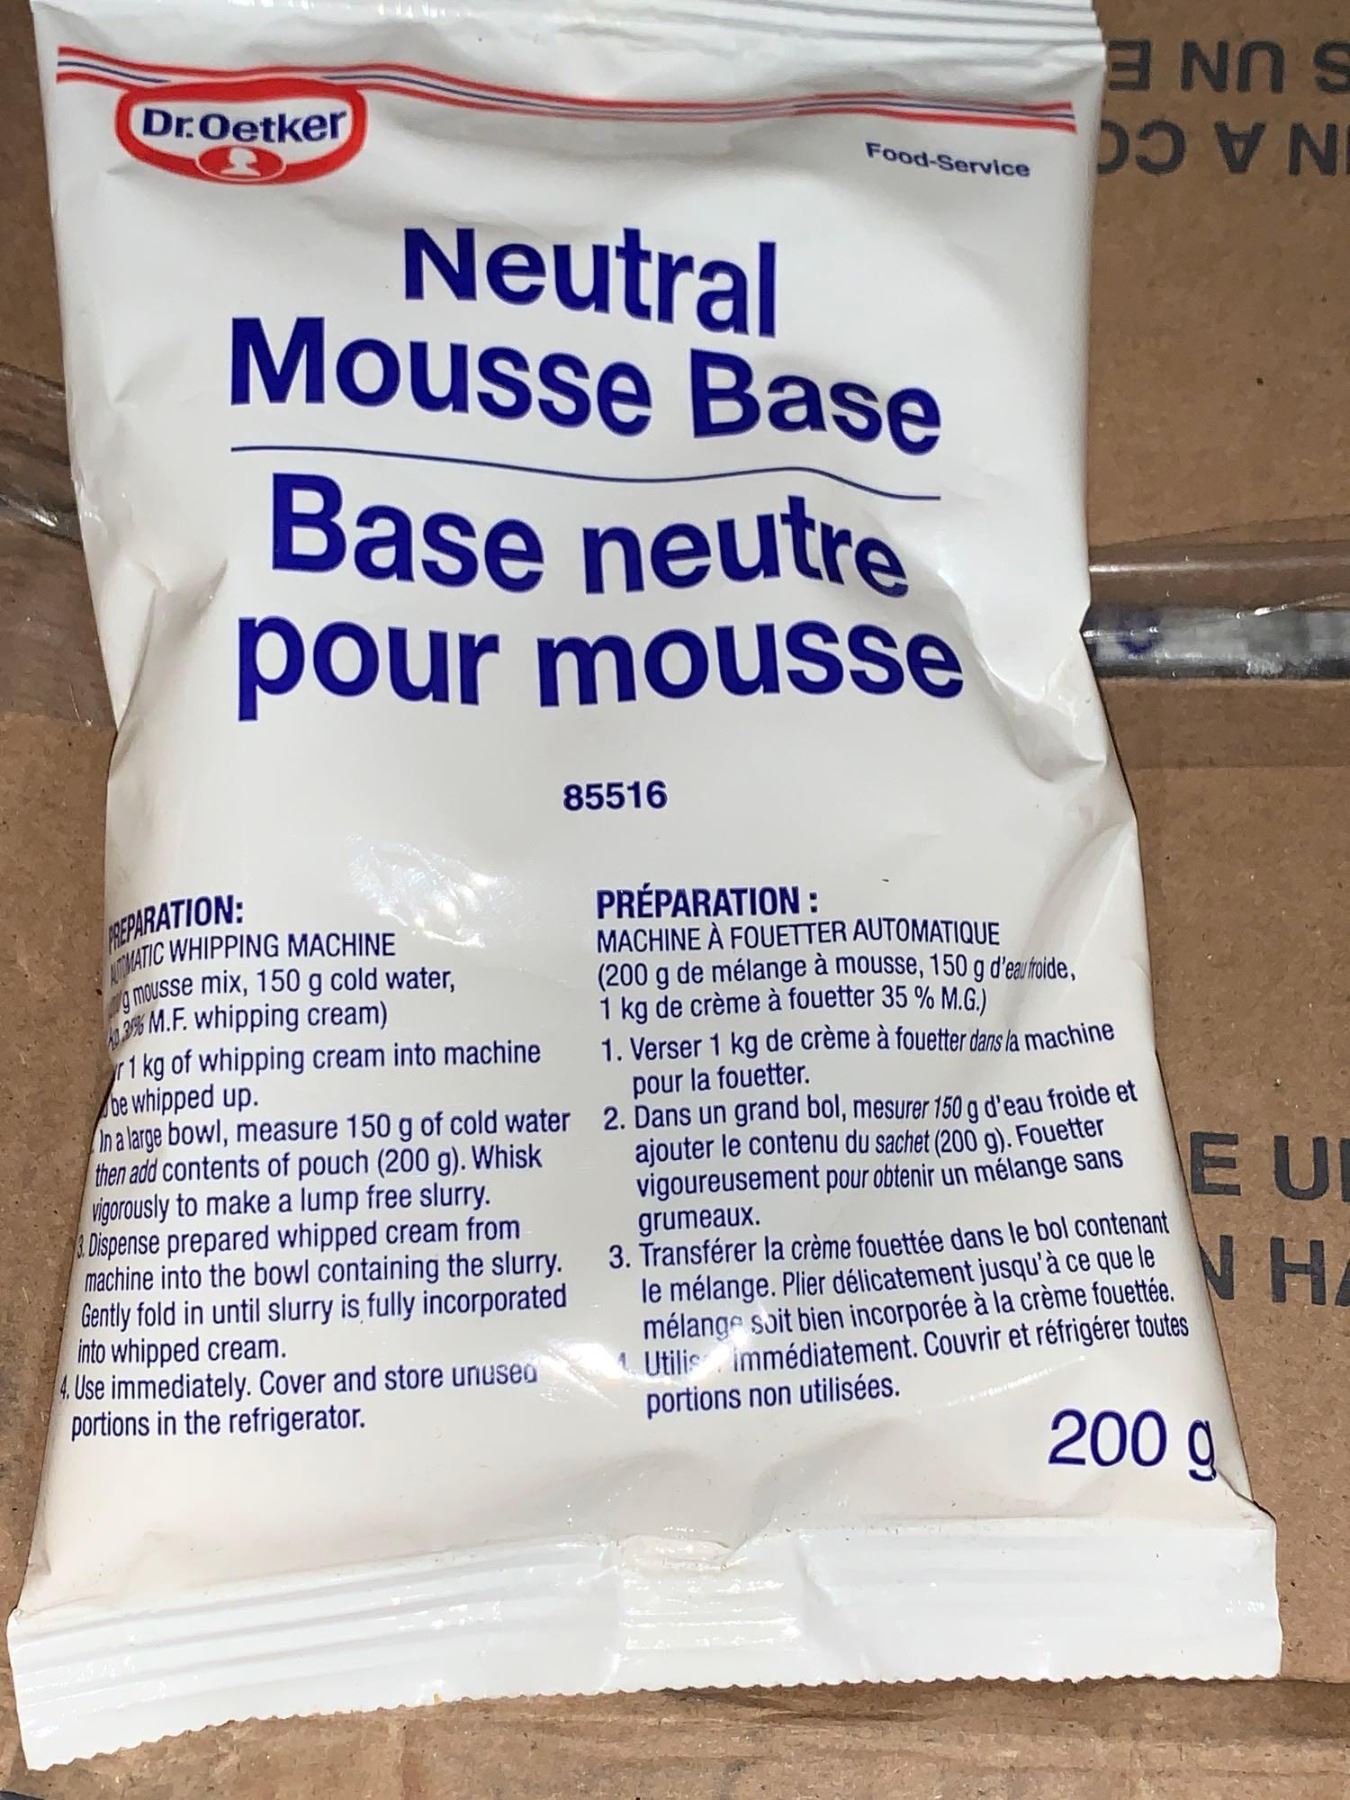 Dr.Oetker
Food-Service
Neutral
Mousse Base
Base neutre
pour mousse
85516
PREPARATION:
AUTOMATIC WHIPPING MACHINE
g mousse mix, 150 g cold water,
M.F. whipping cream)
1 kg of whipping cream into machine
be whipped up.
In a large bowl, measure 150 g of cold water
then add contents of pouch (200 g). Whisk
vigorously to make a lump free slurry.
3. Dispense prepared whipped cream from
machine into the bowl containing the slurry.
Gently fold in until slurry is fully incorporated
into whipped cream.
4. Use immediately. Cover and store unused
portions in the refrigerator.
PRÉPARATION :
MACHINE À FOUETTER AUTOMATIQUE
(200 g de mélange à mousse, 150 g d'eau froide,
1 kg de crème à fouetter 35 % M.G.)
1. Verser 1 kg de crème à fouetter dans la machine
pour la fouetter.
2. Dans un grand bol, mesurer 150 g d'eau froide et
ajouter le contenu du sachet (200 g). Fouetter
vigoureusement pour obtenir un mélange sans
grumeaux.
3. Transférer la crème fouettée dans le bol contenant
le mélange. Plier délicatement jusqu'à ce que le
mélange soit bien incorporée à la crème fouettée.
4. immédiatement. Couvrir et réfrigérer toutes
portions non utilisées.
200 g